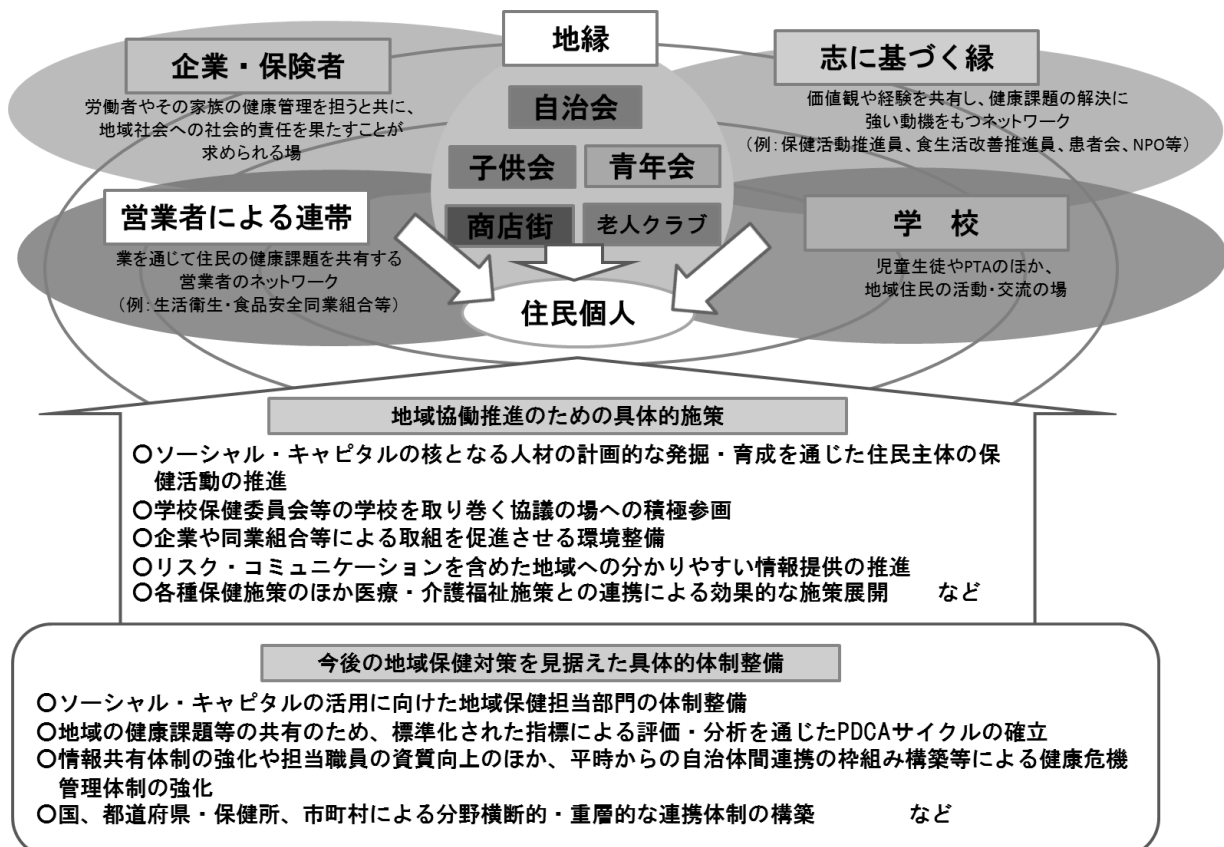 地縁
企業・保険者
労働者やその家族の健康管理を担うと共に、
地域社会への社会的責任を果たすことが
求められる場
志に基づく縁
価値観や経験を共有し、健康課題の解決に
強い動機をもつネットワーク
（例：保健活動推進員、食生活改善推進員、患者会、NPO等）
自治会
子供会
青年会
商店街
老人クラブ
営業者による連帯
業を通じて住民の健康課題を共有する
営業者のネットワーク
（例：生活衛生・食品安全同業組合等）
学　校
児童生徒やPTAのほか、
地域住民の活動・交流の場
住民個人
地域協働推進のための具体的施策
○ソーシャル・キャピタルの核となる人材の計画的な発掘・育成を通じた住民主体の保
健活動の推進
○学校保健委員会等の学校を取り巻く協議の場への積極参画
○企業や同業組合等による取組を促進させる環境整備
○リスク・コミュニケーションを含めた地域への分かりやすい情報提供の推進
○各種保健施策のほか医療・介護福祉施策との連携による効果的な施策展開　　など
今後の地域保健対策を見据えた具体的体制整備
○ソーシャル・キャピタルの活用に向けた地域保健担当部門の体制整備
○地域の健康課題等の共有のため、標準化された指標による評価・分析を通じたPDCAサイクルの確立
○情報共有体制の強化や担当職員の資質向上のほか、平時からの自治体間連携の枠組み構築等による健康危機
管理体制の強化
○国、都道府県・保健所、市町村による分野横断的・重層的な連携体制の構築　　　　など